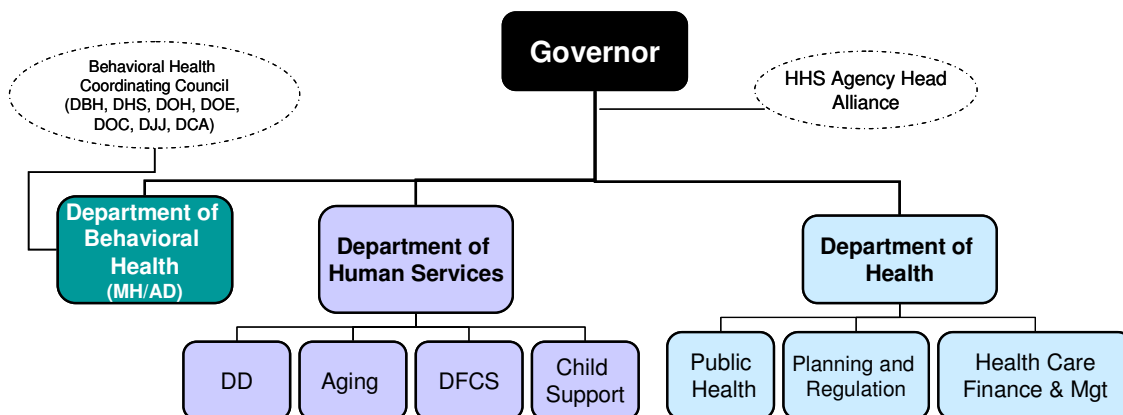 Governor
Behavioral Health
Coordinating Council
(DBH, DHS, DOH, DOE,
DOC, DJJ, DCA)
HHS Agency Head
Alliance
Department of
Behavioral
Health
(MH/AD)
Department of
Human Services
Department of
Health
DD
Aging
DFCS
Child
Support
Public
Health
Planning and
Regulation
Health Care
Finance & Mgt